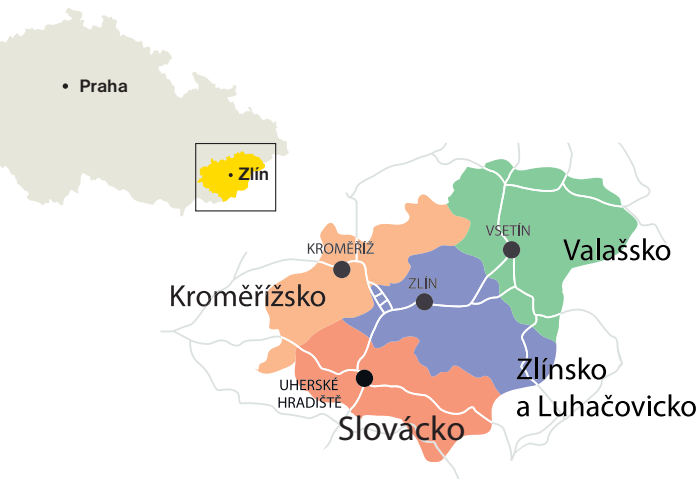 Praha
Zlín
VSETÍN
KROMĚŘÍŽ
Valašsko
ZLÍN
Kroměřížsko
Zlínsko
a Luhačovicko
UHERSKÉ
HRADIŠTĚ
Slovácko